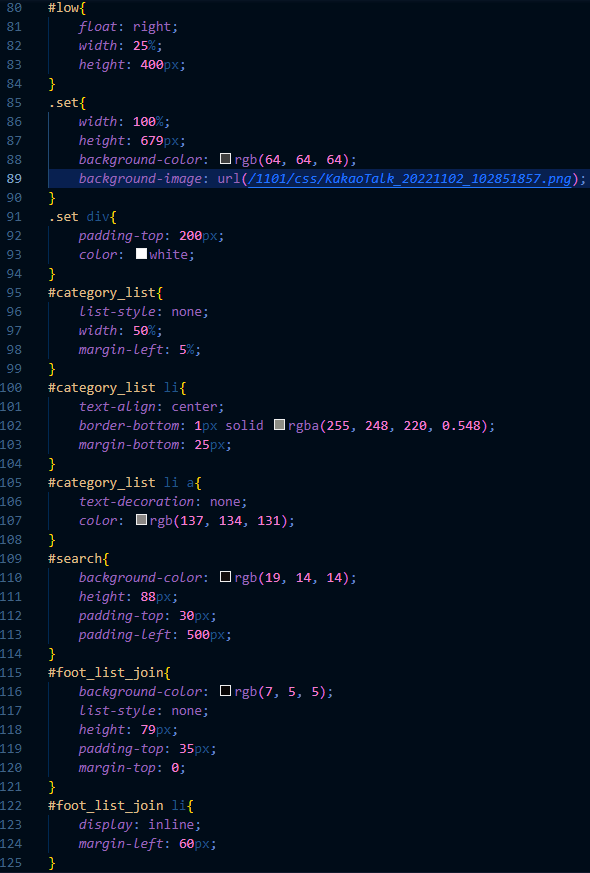 80 #low{
81 float: right;
82 width: 25%;
83 height: 400px;
84 }
85 .set{
86 width: 100%;
87 height: 679px;
88 background-color: rgb(64, 64, 64);
89 background-image: url(/1101/css/KakaoTalk_20221102_102851857.png);
90 }
91 .set div{
92 padding-top: 200px;
93 color: white;
94 }
95 #category_list{
96 list-style: none;
97 width: 50%;
98 margin-left: 5%;
99 }
100 #category_list li{
101 text-align: center;
102 border-bottom: 1px solid rgba(255, 248, 220, 0.548);
103 margin-bottom: 25px;
104 }
105 #category_list li a{
106 text-decoration: none;
107 color: rgb(137, 134, 131);
108 }
109 #search{
110 background-color: rgb(19, 14, 14);
111 height: 88px;
112 padding-top: 30px;
113 padding-left: 500px;
114 }
115 #foot_list_join{
116 background-color: rgb(7, 5, 5);
117 list-style: none;
118 height: 79px;
119 padding-top: 35px;
120 margin-top: 0;
121 }
122 #foot_list_join li{
123 display: inline;
124 margin-left: 60px;
125 }